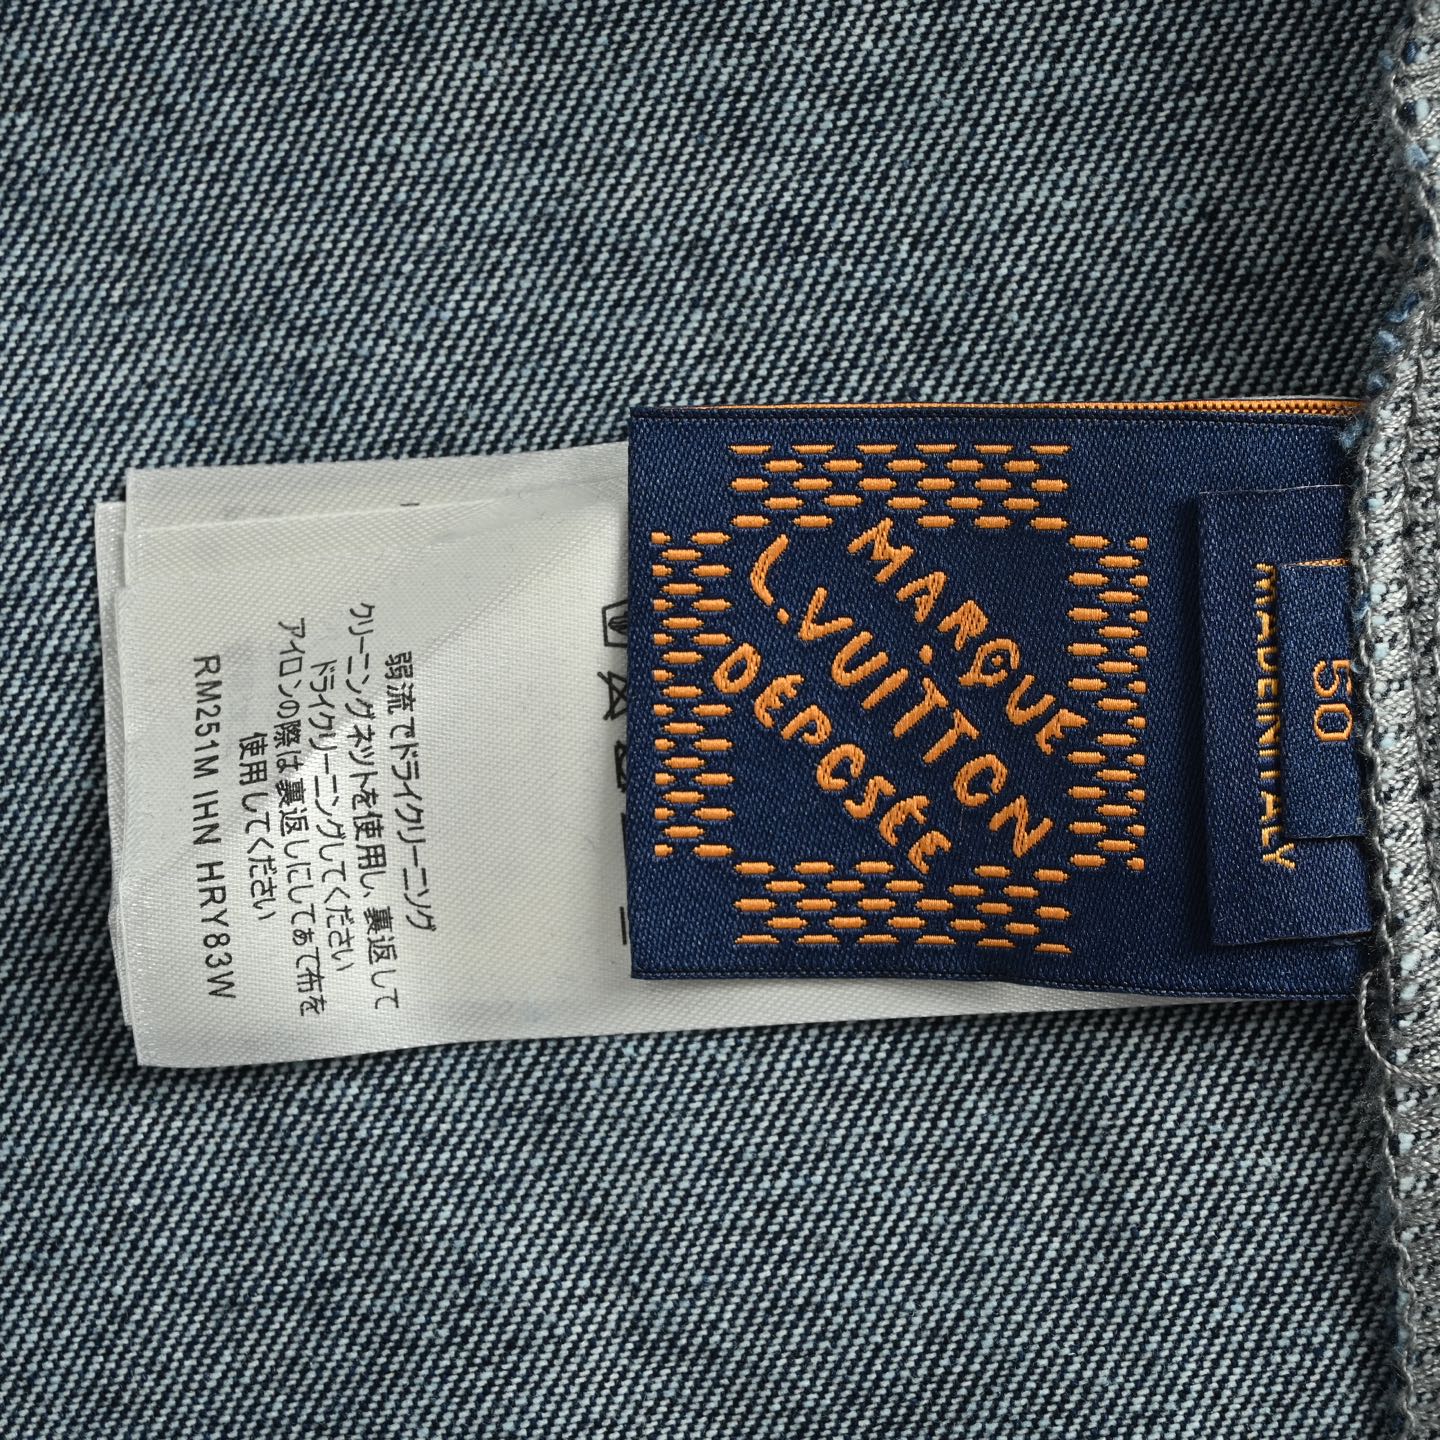 MARQUE
L.VUITTON
DÉPOSÉE
MADE IN ITALY
50
弱流でドライクリーニング
クリーニングネットを使用し、裏返して
ドライクリーニングしてください
アイロンの際は裏返しにしてあて布を
使用してください
RM251M IHN HRY83W